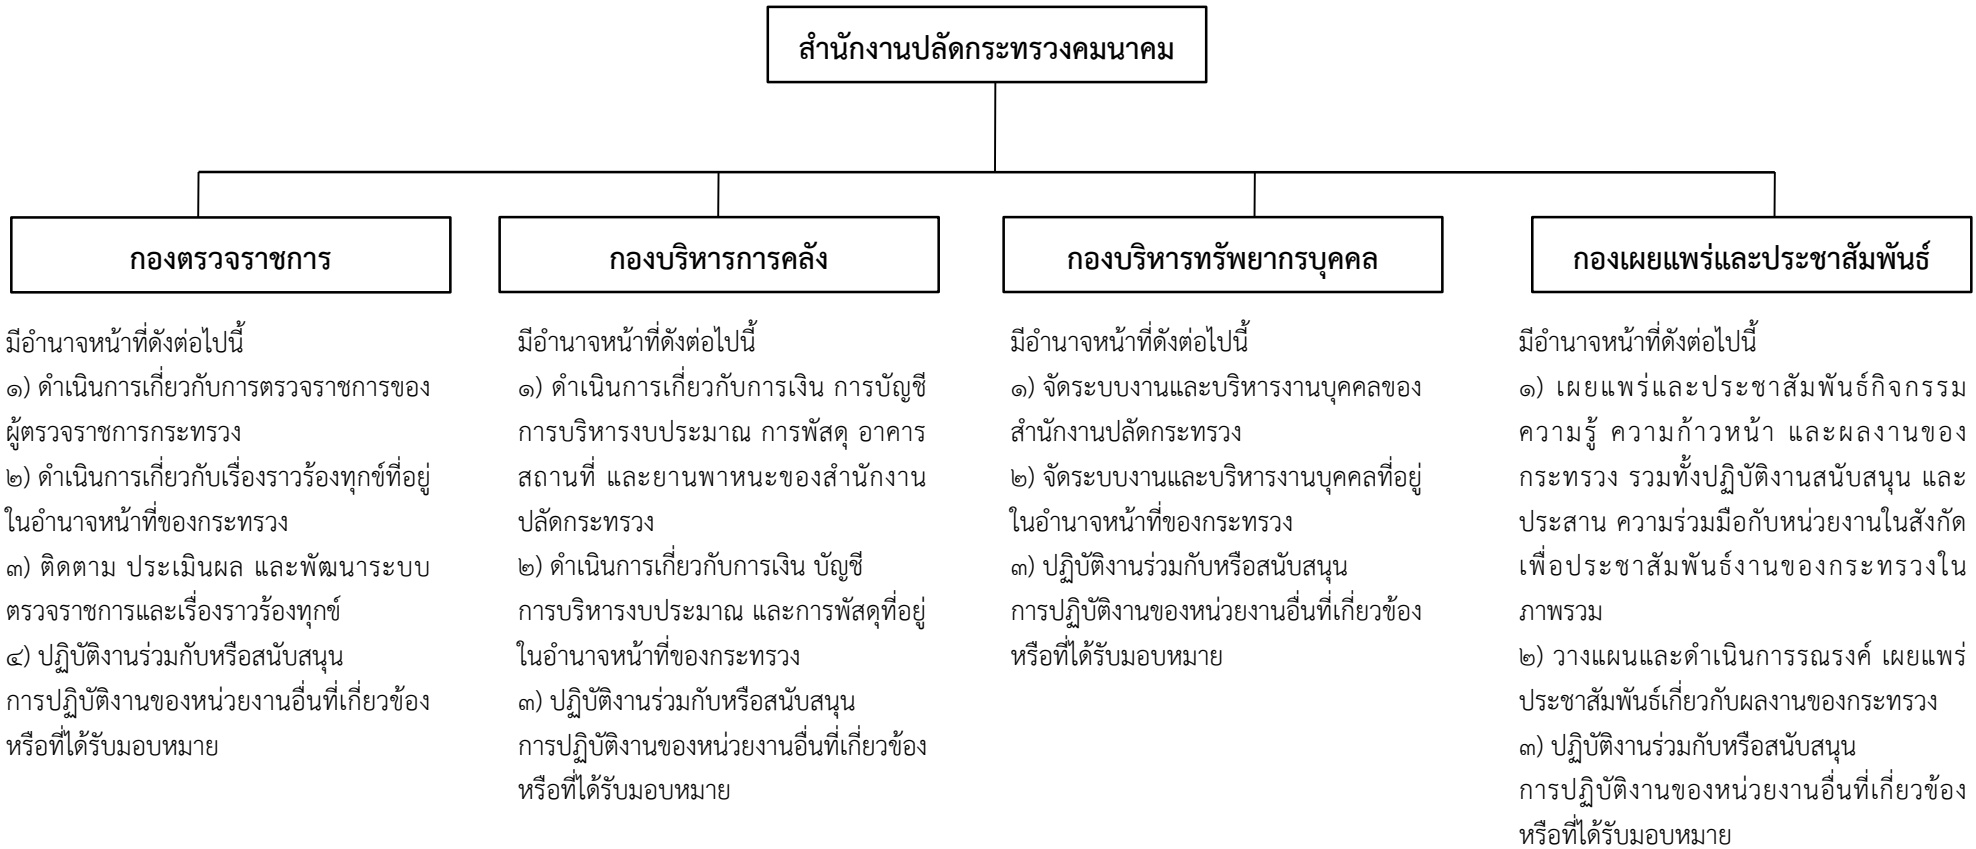 สำนักงานปลัดกระทรวงคมนาคม
กองตรวจราชการ
มีอำนาจหน้าที่ดังต่อไปนี้
๑) ดำเนินการเกี่ยวกับการตรวจราชการของ
ผู้ตรวจราชการกระทรวง
๒) ดำเนินการเกี่ยวกับเรื่องราวร้องทุกข์ที่อยู่
ในอำนาจหน้าที่ของกระทรวง
๓) ติดตาม ประเมินผล และพัฒนาระบบ
ตรวจราชการและเรื่องราวร้องทุกข์
๔) ปฏิบัติงานร่วมกับหรือสนับสนุน
การปฏิบัติงานของหน่วยงานอื่นที่เกี่ยวข้อง
หรือที่ได้รับมอบหมาย
กองบริหารการคลัง
มีอำนาจหน้าที่ดังต่อไปนี้
๑) ดำเนินการเกี่ยวกับการเงิน การบัญชี
การบริหารงบประมาณ การพัสดุ อาคาร
สถานที่ และยานพาหนะของสำนักงาน
ปลัดกระทรวง
๒) ดำเนินการเกี่ยวกับการเงิน บัญชี
การบริหารงบประมาณ และการพัสดุที่อยู่
ในอำนาจหน้าที่ของกระทรวง
๓) ปฏิบัติงานร่วมกับหรือสนับสนุน
การปฏิบัติงานของหน่วยงานอื่นที่เกี่ยวข้อง
หรือที่ได้รับมอบหมาย
กองบริหารทรัพยากรบุคคล
มีอำนาจหน้าที่ดังต่อไปนี้
๑) จัดระบบงานและบริหารงานบุคคลของ
สำนักงานปลัดกระทรวง
๒) จัดระบบงานและบริหารงานบุคคลที่อยู่
ในอำนาจหน้าที่ของกระทรวง
๓) ปฏิบัติงานร่วมกับหรือสนับสนุน
การปฏิบัติงานของหน่วยงานอื่นที่เกี่ยวข้อง
หรือที่ได้รับมอบหมาย
กองเผยแพร่และประชาสัมพันธ์
มีอำนาจหน้าที่ดังต่อไปนี้
๑) เผยแพร่และประชาสัมพันธ์กิจกรรม
ความรู้ ความก้าวหน้า และผลงานของ
กระทรวง รวมทั้งปฏิบัติงานสนับสนุน และ
ประสาน ความร่วมมือกับหน่วยงานในสังกัด
เพื่อประชาสัมพันธ์งานของกระทรวงใน
ภาพรวม
๒) วางแผนและดำเนินการรณรงค์ เผยแพร่
ประชาสัมพันธ์เกี่ยวกับผลงานของกระทรวง
๓) ปฏิบัติงานร่วมกับหรือสนับสนุน
การปฏิบัติงานของหน่วยงานอื่นที่เกี่ยวข้อง
หรือที่ได้รับมอบหมาย